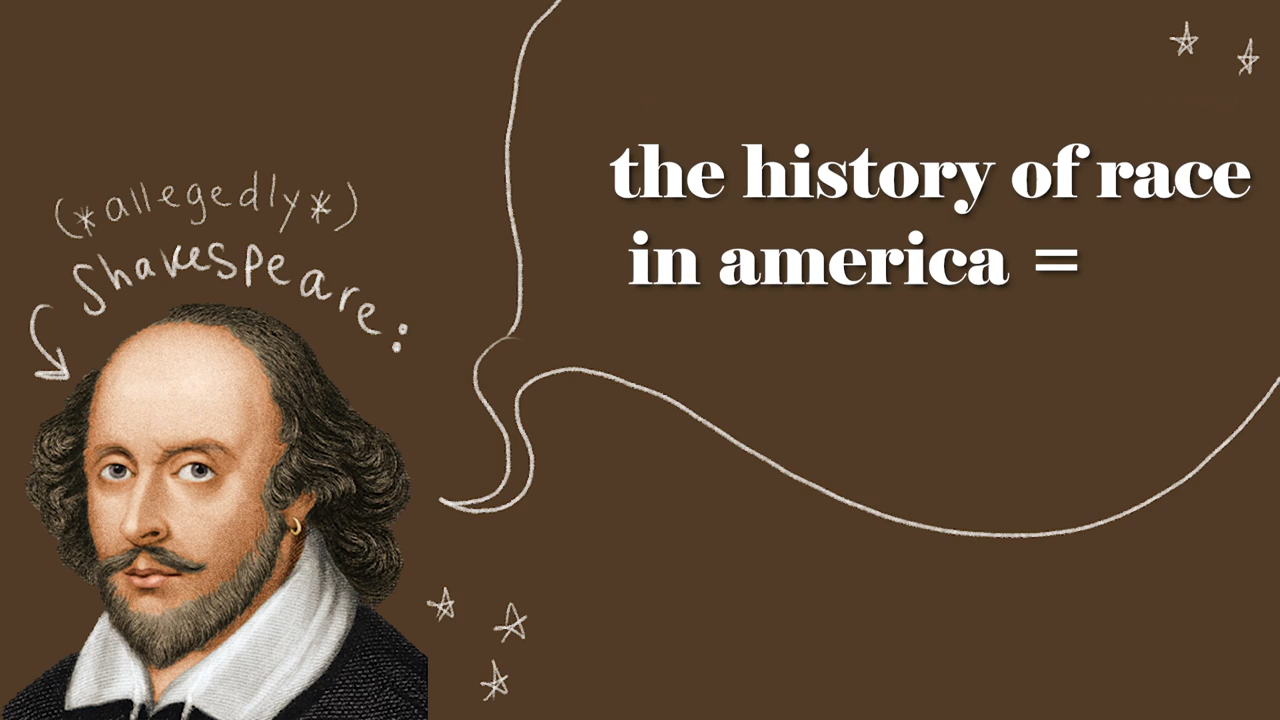 (*allegedly*)
Shakespeare:
the history of race
in america =